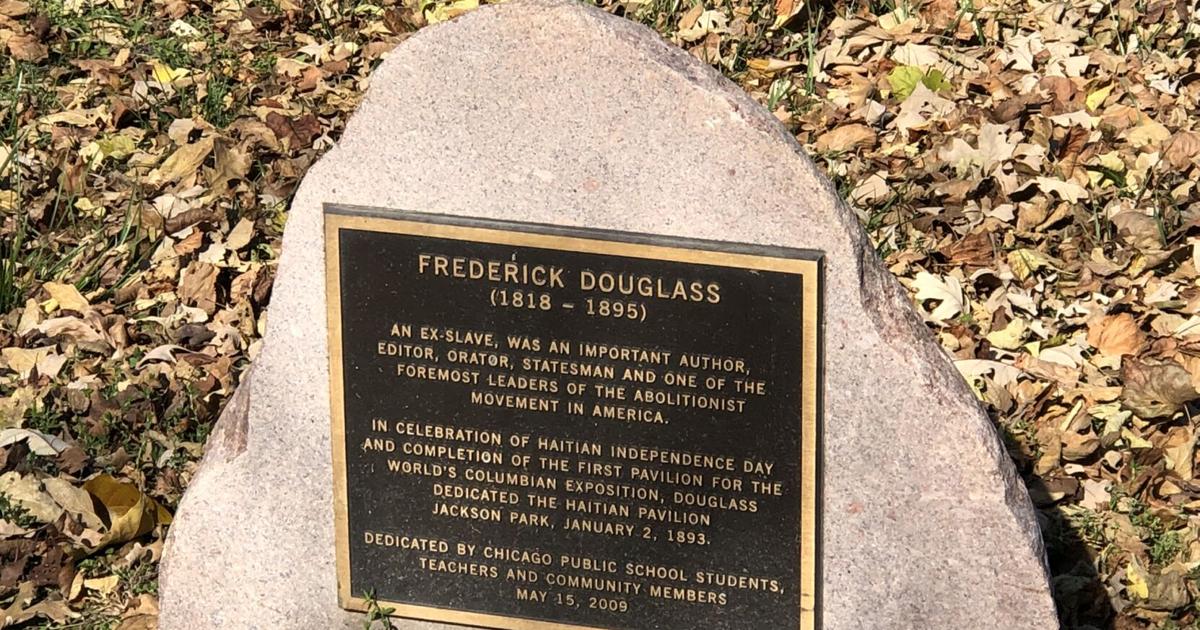 FREDERICK DOUGLASS
(1818 – 1895)
AN EX-SLAVE, WAS AN IMPORTANT AUTHOR,
EDITOR, ORATOR, STATESMAN AND ONE OF THE
FOREMOST LEADERS OF THE ABOLITIONIST
MOVEMENT IN AMERICA.
IN CELEBRATION OF HAITIAN INDEPENDENCE DAY
AND COMPLETION OF THE FIRST PAVILION FOR THE
WORLD'S COLUMBIAN EXPOSITION, DOUGLASS
DEDICATED THE HAITIAN PAVILION
JACKSON PARK, JANUARY 2, 1893.
DEDICATED BY CHICAGO PUBLIC SCHOOL STUDENTS,
TEACHERS AND COMMUNITY MEMBERS
MAY 15, 2009